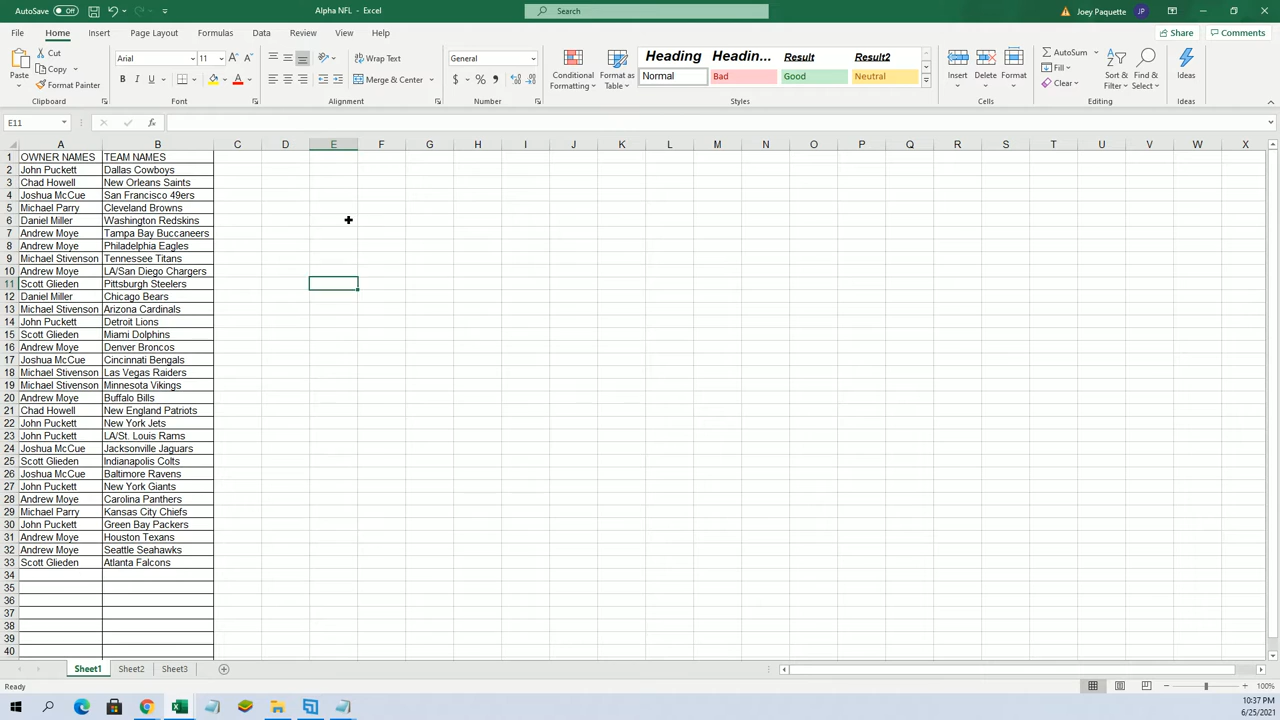 AutoSave Off
Alpha NFL - Excel
Search
Joey Paquette JP
File Home Insert Page Layout Formulas Data Review View Help
Share Comments
Paste Cut Copy Format Painter
Arial 11 A A
B I U A
Wrap Text
Merge & Center
General
$ % ,
Conditional Formatting
Format as Table
Heading Headin... Result Result2
Normal Bad Good Neutral
Insert Delete Format
AutoSum Fill Clear
Sort & Filter
Find & Select
Ideas
Clipboard Font Alignment Number Styles Cells Editing Ideas
E11 fx
A B C D E F G H I J K L M N O P Q R S T U V W X
1 OWNER NAMES TEAM NAMES
2 John Puckett Dallas Cowboys
3 Chad Howell New Orleans Saints
4 Joshua McCue San Francisco 49ers
5 Michael Parry Cleveland Browns
6 Daniel Miller Washington Redskins
7 Andrew Moye Tampa Bay Buccaneers
8 Andrew Moye Philadelphia Eagles
9 Michael Stivenson Tennessee Titans
10 Andrew Moye LA/San Diego Chargers
11 Scott Glieden Pittsburgh Steelers
12 Daniel Miller Chicago Bears
13 Michael Stivenson Arizona Cardinals
14 John Puckett Detroit Lions
15 Scott Glieden Miami Dolphins
16 Andrew Moye Denver Broncos
17 Joshua McCue Cincinnati Bengals
18 Michael Stivenson Las Vegas Raiders
19 Michael Stivenson Minnesota Vikings
20 Andrew Moye Buffalo Bills
21 Chad Howell New England Patriots
22 John Puckett New York Jets
23 John Puckett LA/St. Louis Rams
24 Joshua McCue Jacksonville Jaguars
25 Scott Glieden Indianapolis Colts
26 Joshua McCue Baltimore Ravens
27 John Puckett New York Giants
28 Andrew Moye Carolina Panthers
29 Michael Parry Kansas City Chiefs
30 John Puckett Green Bay Packers
31 Andrew Moye Houston Texans
32 Andrew Moye Seattle Seahawks
33 Scott Glieden Atlanta Falcons
34
35
36
37
38
39
40
Sheet1 Sheet2 Sheet3
Ready
100%
10:37 PM
6/25/2021